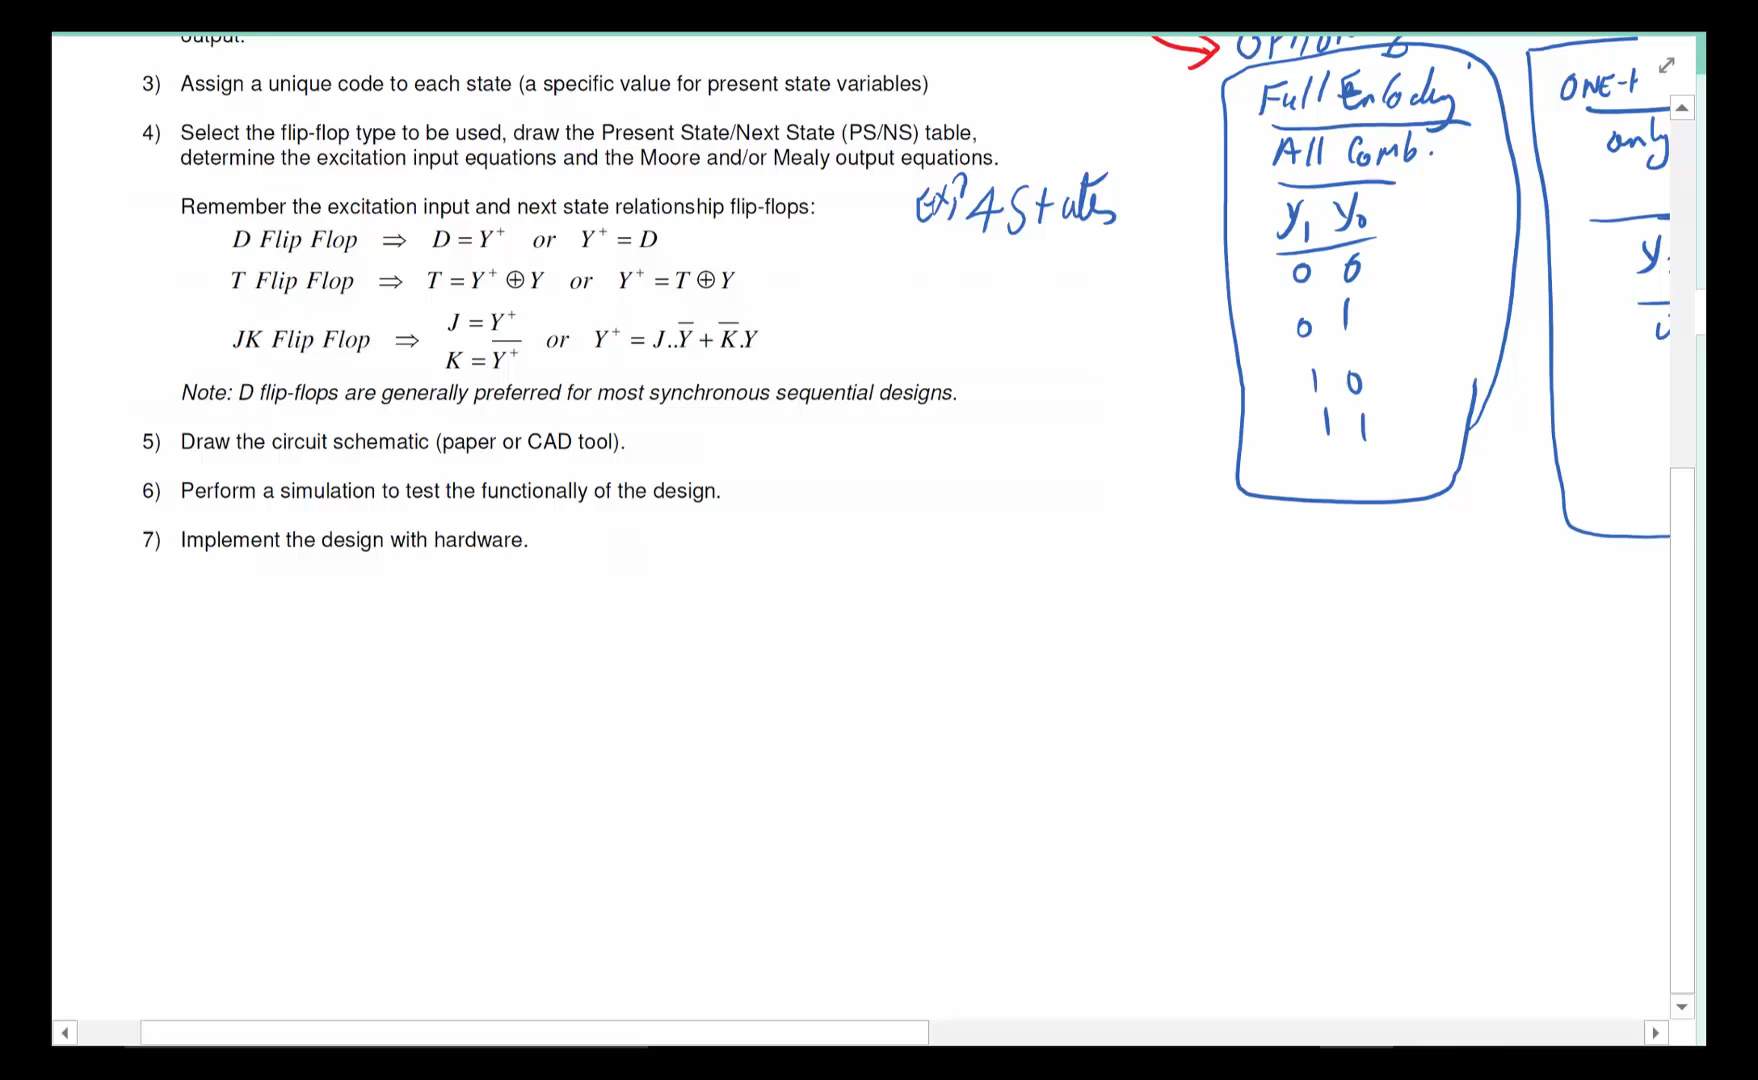 output.
3) Assign a unique code to each state (a specific value for present state variables)
4) Select the flip-flop type to be used, draw the Present State/Next State (PS/NS) table,
determine the excitation input equations and the Moore and/or Mealy output equations.
Remember the excitation input and next state relationship flip-flops:
D Flip Flop ⇒ D = Y⁺ or Y⁺ = D
T Flip Flop ⇒ T = Y⁺ ⊕ Y or Y⁺ = T ⊕ Y
JK Flip Flop ⇒ J = Y⁺ K = Y̅⁺ or Y⁺ = J..Y̅ + K̅.Y
Note: D flip-flops are generally preferred for most synchronous sequential designs.
5) Draw the circuit schematic (paper or CAD tool).
6) Perform a simulation to test the functionally of the design.
7) Implement the design with hardware.
4 States
Full Encoding
All Comb.
y₁ y₀
0 0
0 1
1 0
1 1
ONE-
only
y